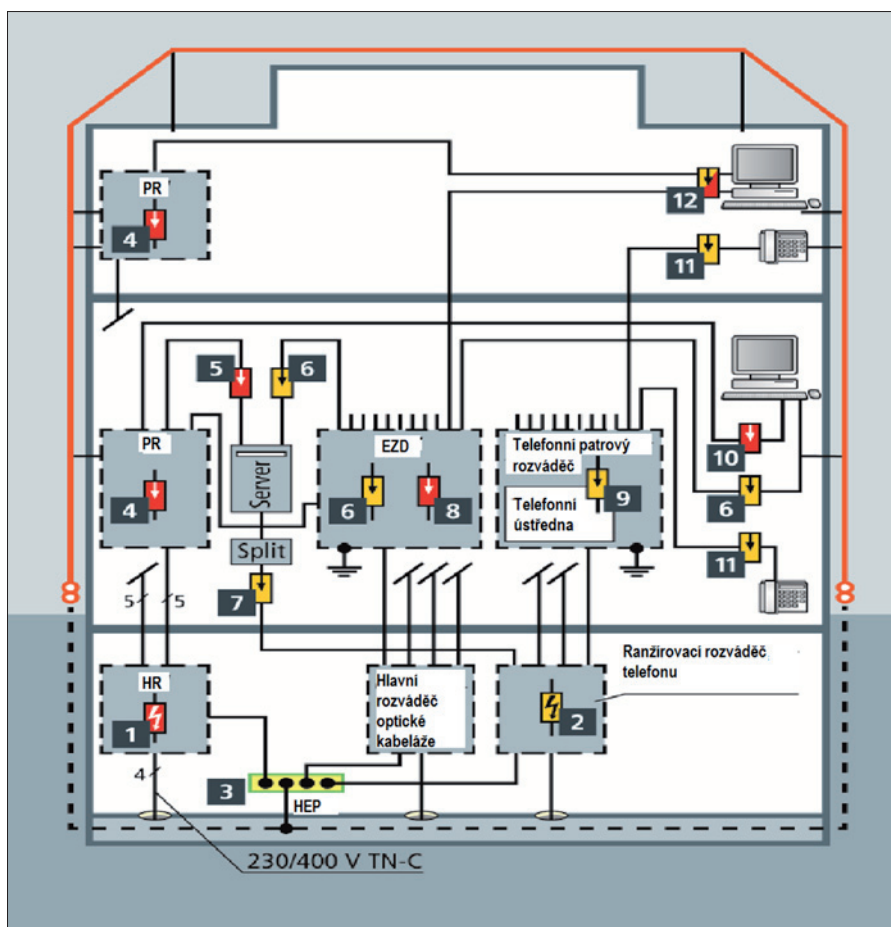 PR
4
12
11
5
6
PR
4
Server
Split
7
EZD
6
8
Telefonní patrový
rozváděč
Telefonní
ústředna
9
10
6
11
5
5
HR
1
4
Hlavní
rozváděč
optické
kabeláže
2
Ranžírovací rozváděč
telefonu
3
HEP
230/400 V TN-C